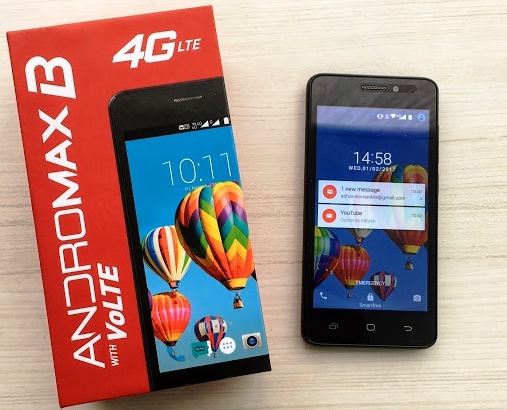 4G LTE
ANDROMAX B
WITH VoLTE
10:11
14:58
WED, 01/02/2017
1 new message
14:47
YouTube
10:42
EMERGENCY
Smartfren